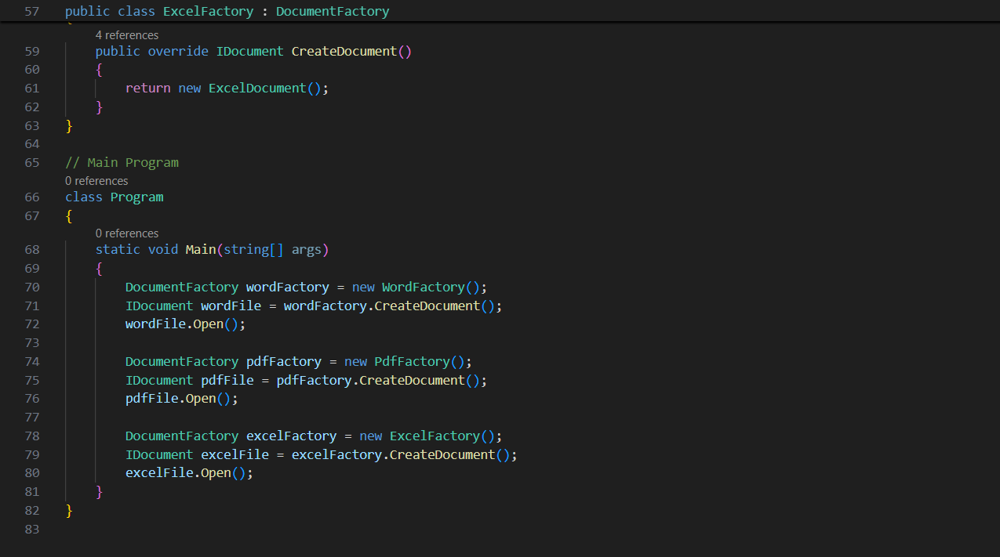 57 public class ExcelFactory : DocumentFactory
4 references
59 public override IDocument CreateDocument()
60 {
61 return new ExcelDocument();
62 }
63 }
64
65 // Main Program
0 references
66 class Program
67 {
0 references
68 static void Main(string[] args)
69 {
70 DocumentFactory wordFactory = new WordFactory();
71 IDocument wordFile = wordFactory.CreateDocument();
72 wordFile.Open();
73
74 DocumentFactory pdfFactory = new PdfFactory();
75 IDocument pdfFile = pdfFactory.CreateDocument();
76 pdfFile.Open();
77
78 DocumentFactory excelFactory = new ExcelFactory();
79 IDocument excelFile = excelFactory.CreateDocument();
80 excelFile.Open();
81 }
82 }
83